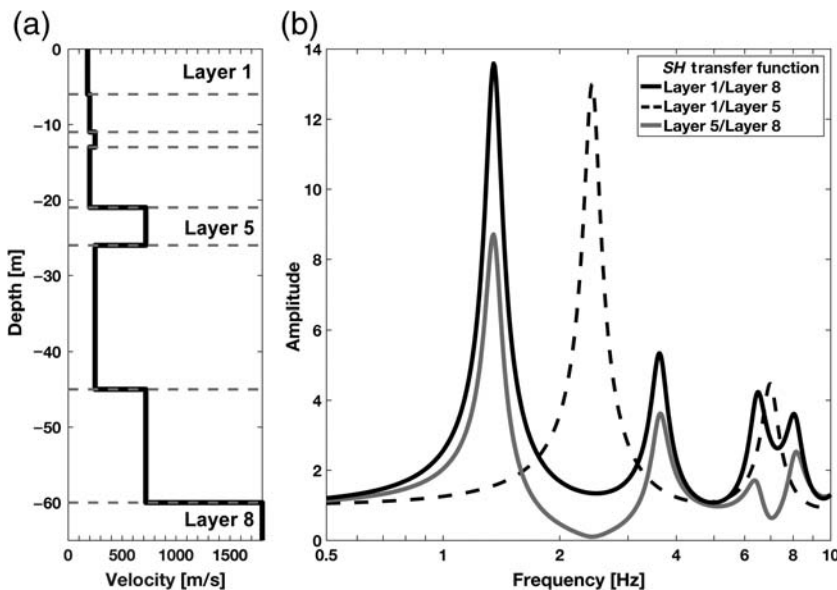 (a)
0
−10
−20
−30
−40
−50
−60
Depth [m]
Layer 1
Layer 5
Layer 8
0 500 1000 1500
Velocity [m/s]
(b)
14
12
10
8
6
4
2
0
Amplitude
SH transfer function
Layer 1/Layer 8
Layer 1/Layer 5
Layer 5/Layer 8
0.5 1 2 4 6 8 10
Frequency [Hz]